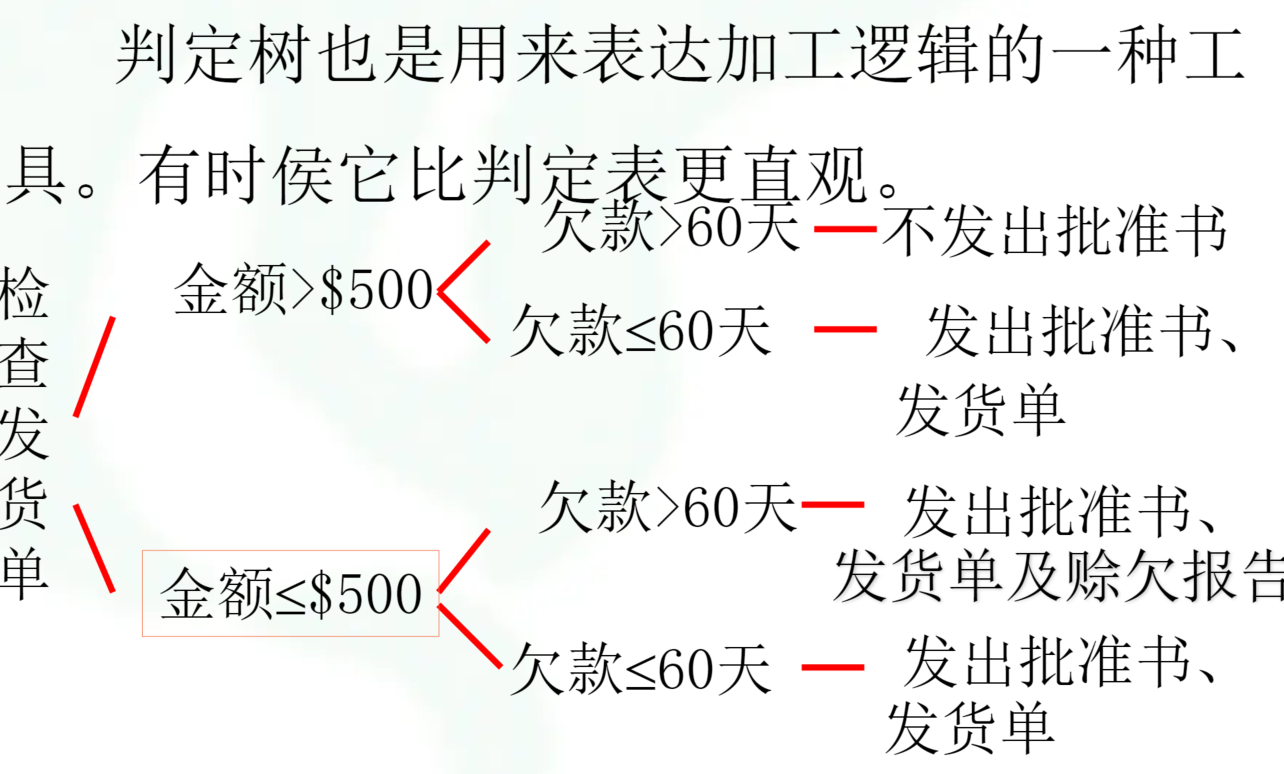 判定树也是用来表达加工逻辑的一种工
具。有时侯它比判定表更直观。
检
查
发
货
单
金额>$500
欠款>60天
不发出批准书
欠款≤60天
发出批准书、
发货单
金额≤$500
欠款>60天
发出批准书、
发货单及赊欠报告
欠款≤60天
发出批准书、
发货单